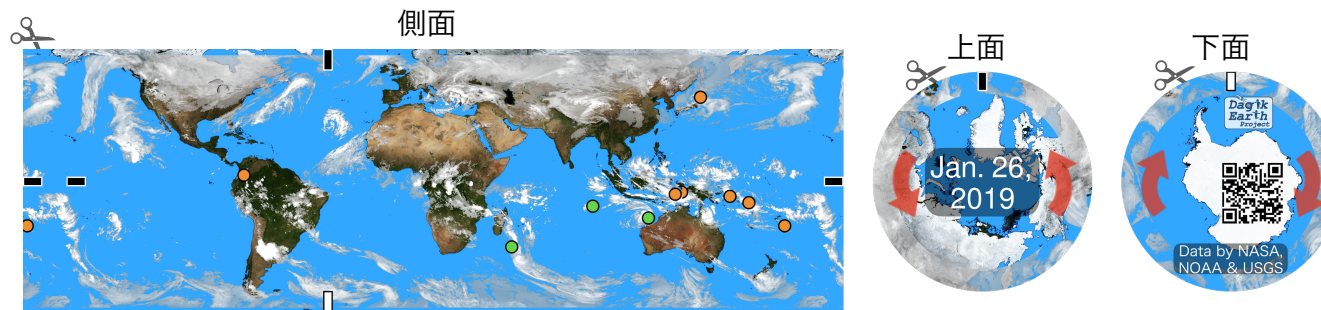 側面
上面
下面
Jan. 26,
2019
Dagik
Earth
Project
Data by NASA,
NOAA & USGS